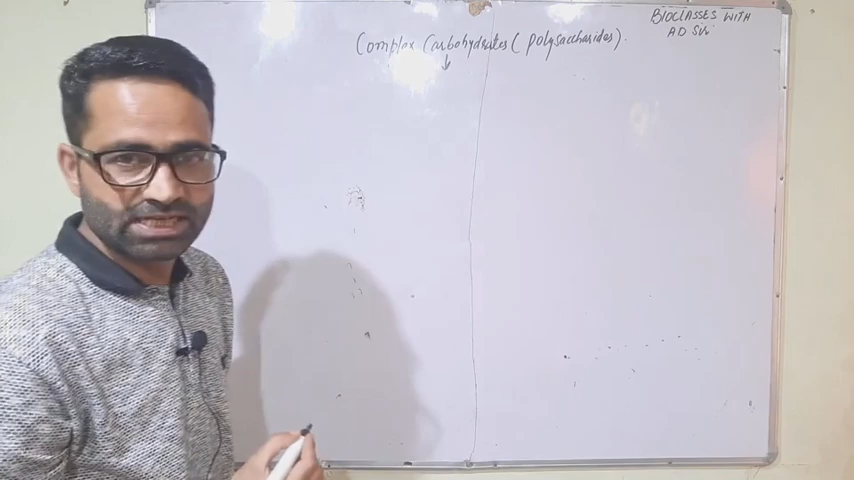 Complex Carbohydrates (Polysaccharides).
BIOCLASSES WITH
AD SIR